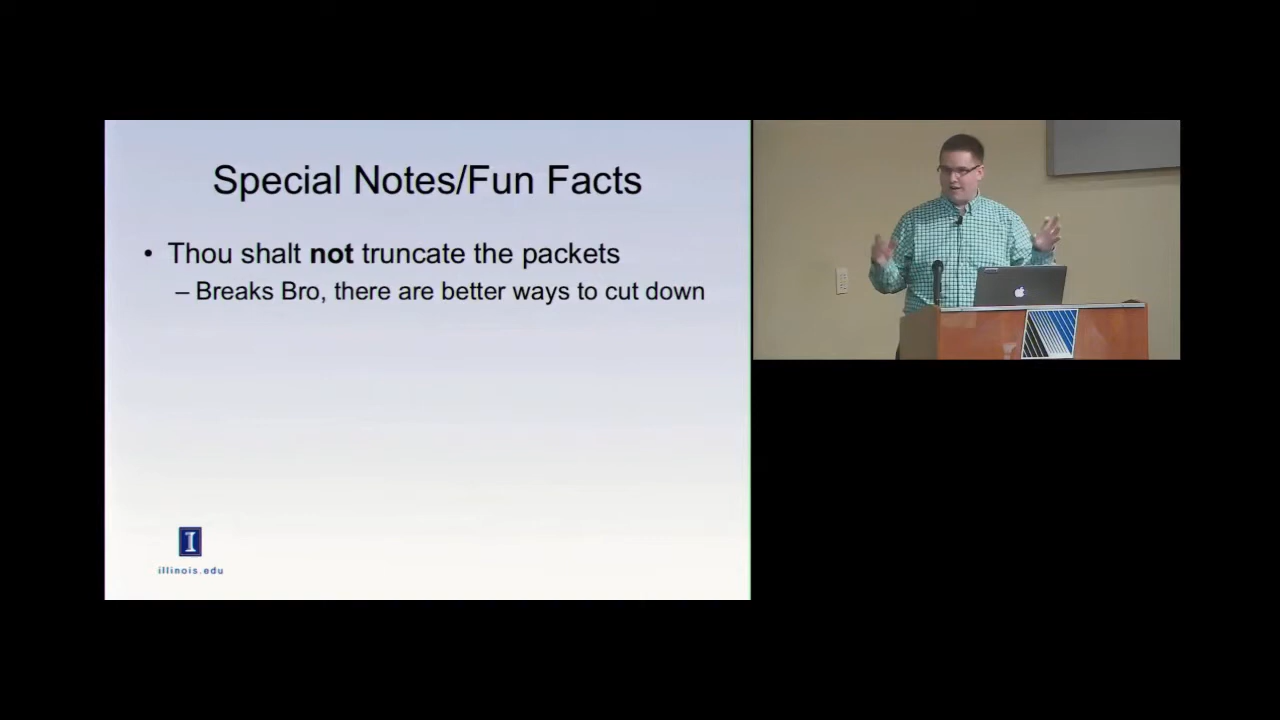 Special Notes/Fun Facts
• Thou shalt not truncate the packets
– Breaks Bro, there are better ways to cut down
I
illinois.edu